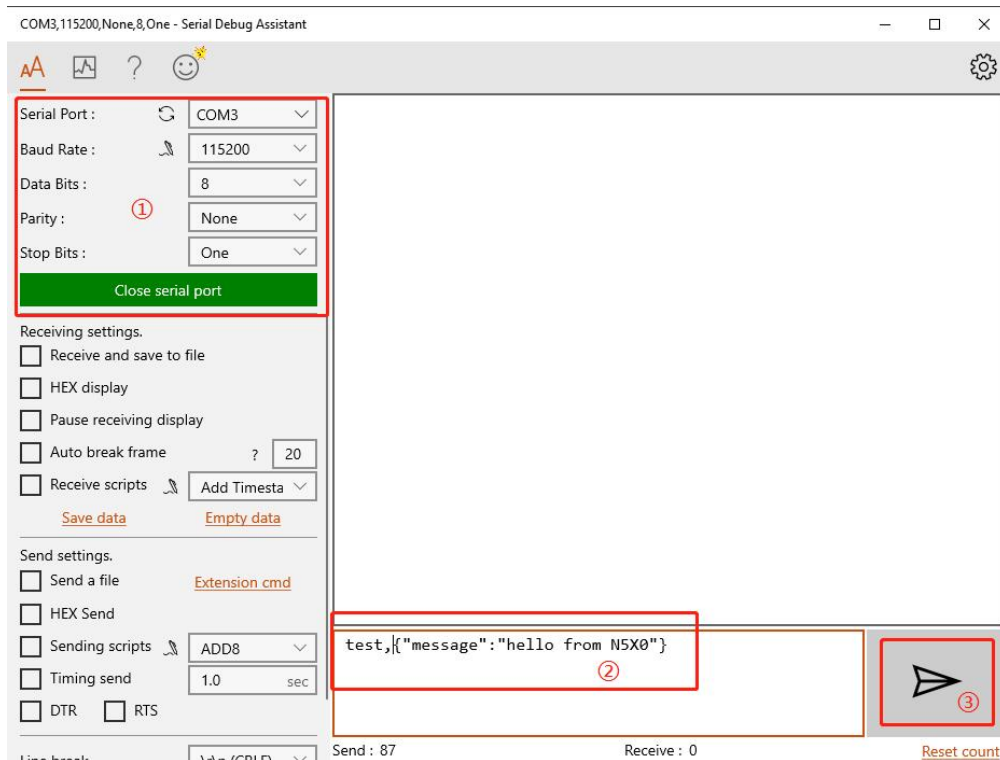 COM3,115200,None,8,One - Serial Debug Assistant
AA
Serial Port : COM3
Baud Rate : 115200
Data Bits : 8
①
Parity : None
Stop Bits : One
Close serial port
Receiving settings.
Receive and save to file
HEX display
Pause receiving display
Auto break frame ? 20
Receive scripts Add Timesta
Save data Empty data
Send settings.
Send a file Extension cmd
HEX Send
Sending scripts ADD8
Timing send 1.0 sec
DTR RTS
test,{"message":"hello from N5X0"}
②
③
Send : 87 Receive : 0 Reset count